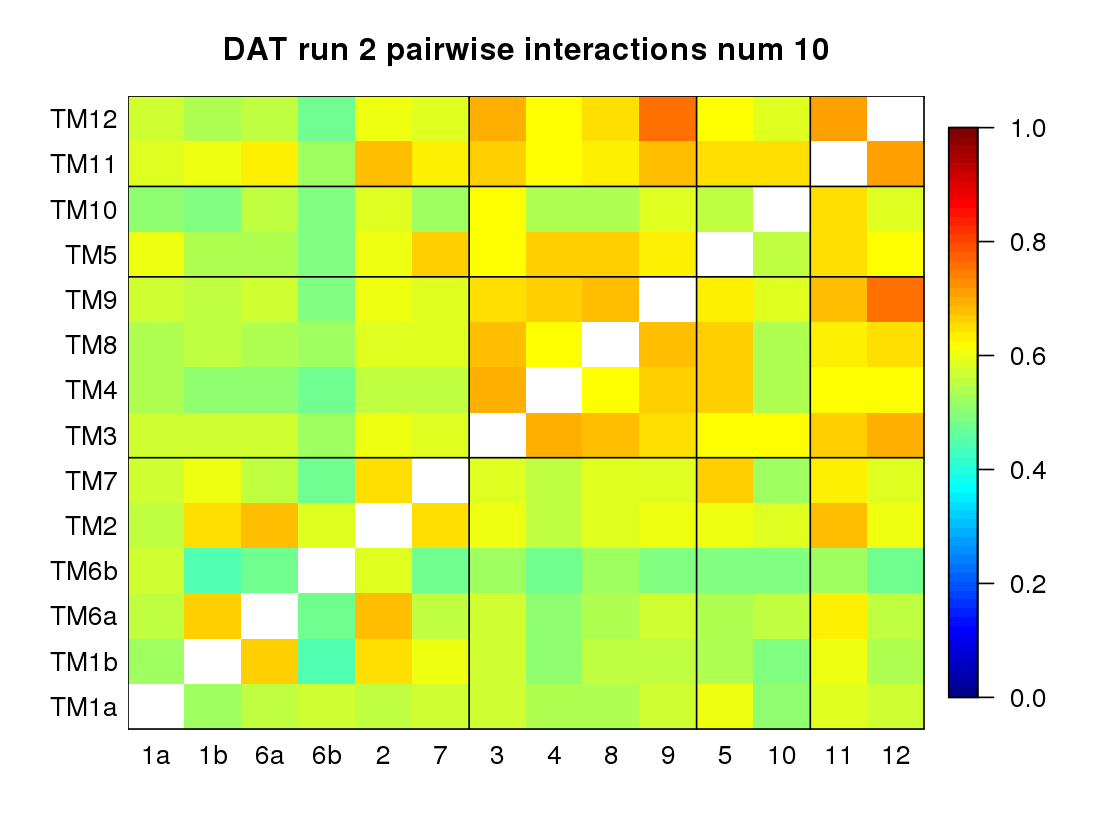 DAT run 2 pairwise interactions num 10
TM12
TM11
TM10
TM5
TM9
TM8
TM4
TM3
TM7
TM2
TM6b
TM6a
TM1b
TM1a
1a 1b 6a 6b 2 7 3 4 8 9 5 10 11 12
1.0
0.8
0.6
0.4
0.2
0.0